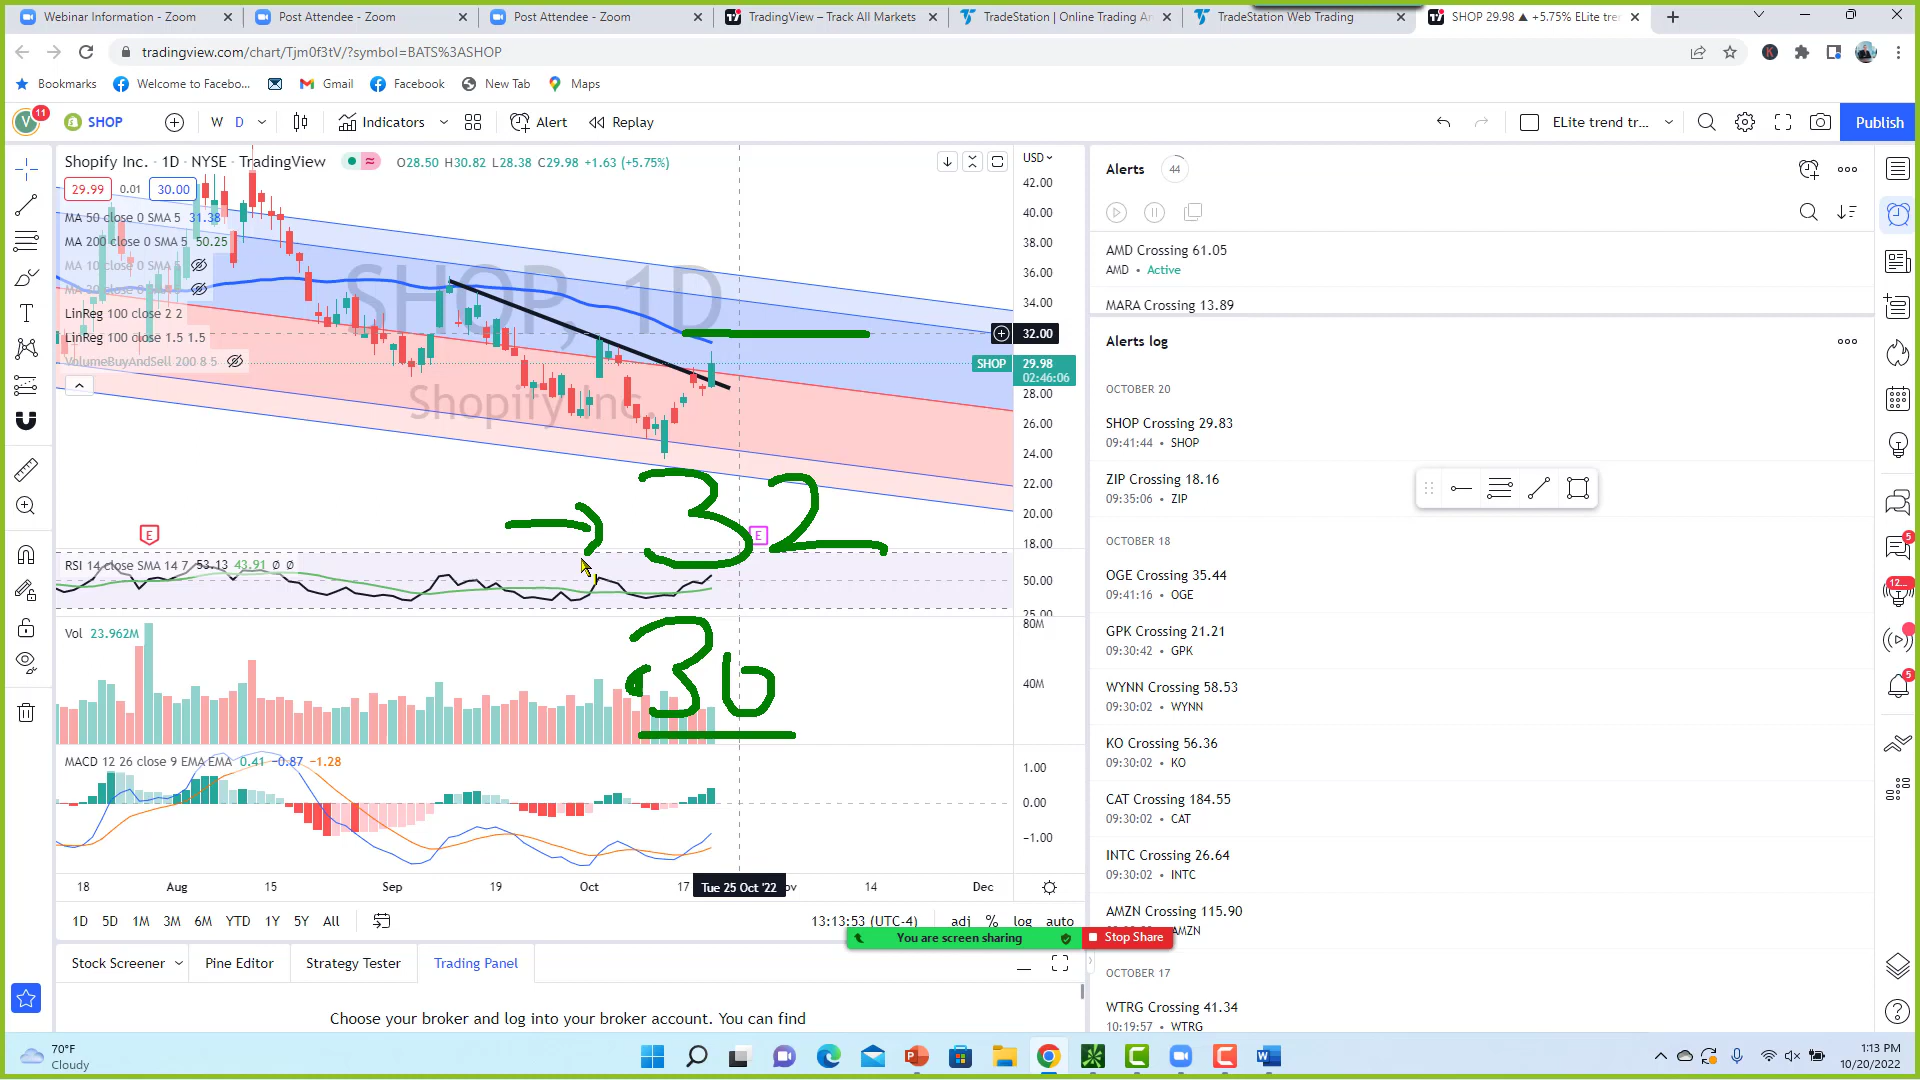 Webinar Information - Zoom
Post Attendee - Zoom
Post Attendee - Zoom
TradingView – Track All Markets
TradeStation | Online Trading
TradeStation Web Trading
SHOP 29.98 ▲ +5.75% ELite tre
tradingview.com/chart/Tjm0f3tV/?symbol=BATS%3ASHOP
Bookmarks
Welcome to Facebo...
Gmail
Facebook
New Tab
Maps
V
11
SHOP
W
D
Indicators
Alert
Replay
ELite trend tr...
Publish
Shopify Inc. · 1D · NYSE · TradingView
O28.50 H30.82 L28.38 C29.98 +1.63 (+5.75%)
29.99
0.01
30.00
MA 50 close 0 SMA 5 31.38
MA 200 close 0 SMA 5 50.25
MA 10 close 0 SMA 5
LinReg 100 close 2 2
LinReg 100 close 1.5 1.5
VolumeBuyAndSell 200 8 5
SHOP, 1D
Shopify Inc.
USD
42.00
40.00
38.00
36.00
34.00
32.00
SHOP
29.98
02:46:06
28.00
26.00
24.00
22.00
20.00
18.00
32
E
E
RSI 14 close SMA 14 7 53.13 43.91 Ø Ø
50.00
25.00
Vol 23.962M
80M
40M
30
MACD 12 26 close 9 EMA EMA 0.41 −0.87 −1.28
1.00
0.00
−1.00
18
Aug
15
Sep
19
Oct
17
Tue 25 Oct '22
14
Dec
1D
5D
1M
3M
6M
YTD
1Y
5Y
All
13:13:53 (UTC-4)
adj
%
log
auto
You are screen sharing
Stop Share
Stock Screener
Pine Editor
Strategy Tester
Trading Panel
Choose your broker and log into your broker account. You can find
Alerts
44
AMD Crossing 61.05
AMD • Active
MARA Crossing 13.89
Alerts log
OCTOBER 20
SHOP Crossing 29.83
09:41:44 • SHOP
ZIP Crossing 18.16
09:35:06 • ZIP
OCTOBER 18
OGE Crossing 35.44
09:41:16 • OGE
GPK Crossing 21.21
09:30:42 • GPK
WYNN Crossing 58.53
09:30:02 • WYNN
KO Crossing 56.36
09:30:02 • KO
CAT Crossing 184.55
09:30:02 • CAT
INTC Crossing 26.64
09:30:02 • INTC
AMZN Crossing 115.90
AMZN
OCTOBER 17
WTRG Crossing 41.34
10:19:57 • WTRG
5
12...
5
70°F
Cloudy
1:13 PM
10/20/2022